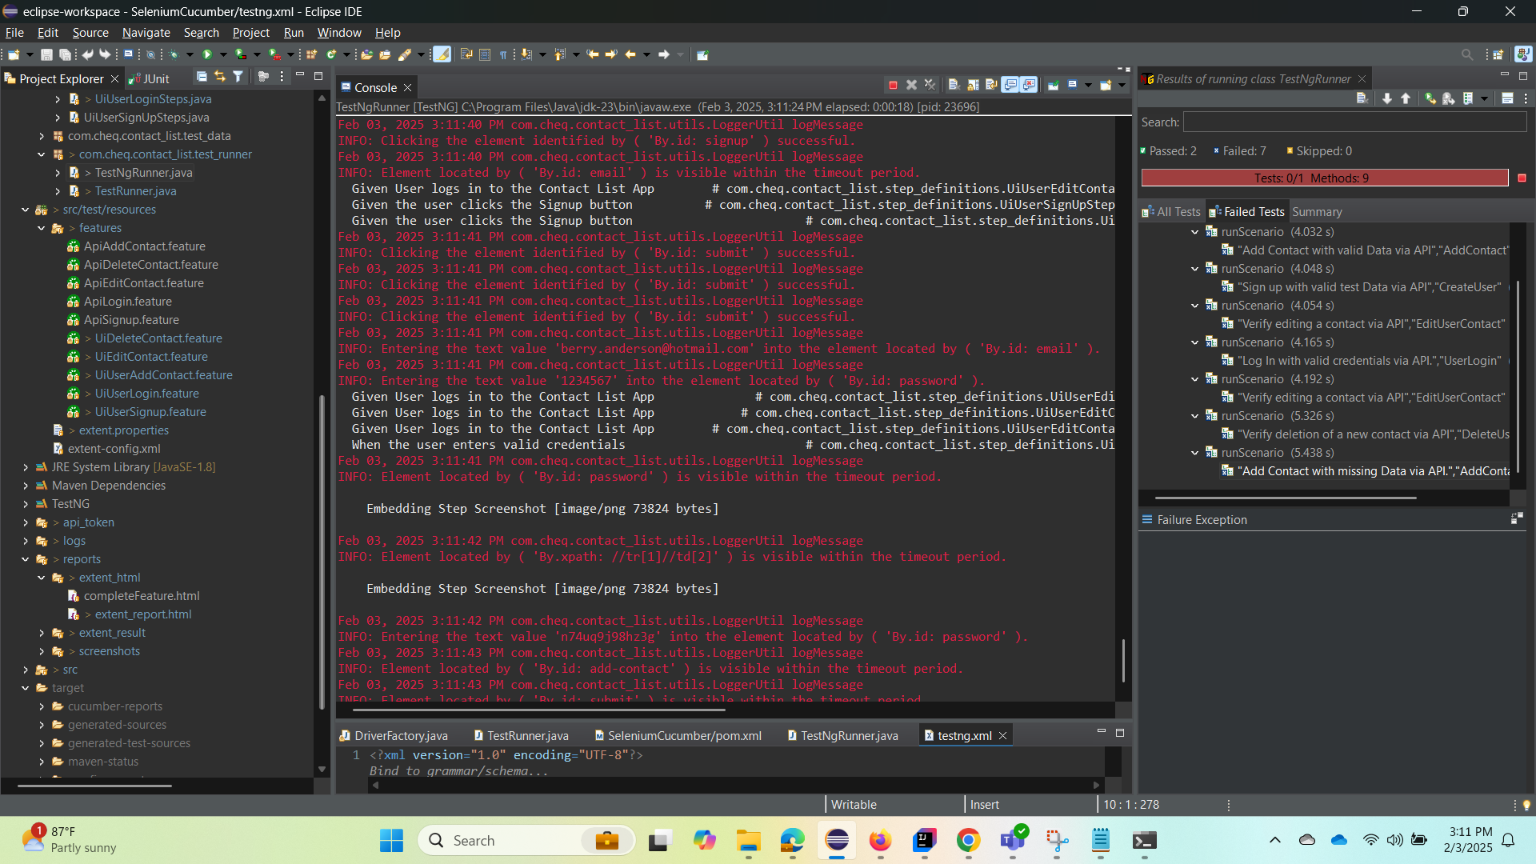 eclipse-workspace - SeleniumCucumber/testng.xml - Eclipse IDE
File Edit Source Navigate Search Project Run Window Help
Project Explorer
JUnit
UiUserLoginSteps.java
UiUserSignUpSteps.java
com.cheq.contact_list.test_data
com.cheq.contact_list.test_runner
TestNgRunner.java
TestRunner.java
src/test/resources
features
ApiAddContact.feature
ApiDeleteContact.feature
ApiEditContact.feature
ApiLogin.feature
ApiSignup.feature
UiDeleteContact.feature
UiEditContact.feature
UiUserAddContact.feature
UiUserLogin.feature
UiUserSignup.feature
extent.properties
extent-config.xml
JRE System Library [JavaSE-1.8]
Maven Dependencies
TestNG
api_token
logs
reports
extent_html
completeFeature.html
extent_report.html
extent_result
screenshots
src
target
cucumber-reports
generated-sources
generated-test-sources
maven-status
Console
TestNgRunner [TestNG] C:\Program Files\Java\jdk-23\bin\javaw.exe (Feb 3, 2025, 3:11:24 PM elapsed: 0:00:18) [pid: 23696]
Feb 03, 2025 3:11:40 PM com.cheq.contact_list.utils.LoggerUtil logMessage
INFO: Clicking the element identified by ( 'By.id: signup' ) successful.
Feb 03, 2025 3:11:40 PM com.cheq.contact_list.utils.LoggerUtil logMessage
INFO: Element located by ( 'By.id: email' ) is visible within the timeout period.
Given User logs in to the Contact List App # com.cheq.contact_list.step_definitions.UiUserEditConta
Given the user clicks the Signup button # com.cheq.contact_list.step_definitions.UiUserSignUpStep
Given the user clicks the Signup button # com.cheq.contact_list.step_definitions.Ui
Feb 03, 2025 3:11:41 PM com.cheq.contact_list.utils.LoggerUtil logMessage
INFO: Clicking the element identified by ( 'By.id: submit' ) successful.
Feb 03, 2025 3:11:41 PM com.cheq.contact_list.utils.LoggerUtil logMessage
INFO: Clicking the element identified by ( 'By.id: submit' ) successful.
Feb 03, 2025 3:11:41 PM com.cheq.contact_list.utils.LoggerUtil logMessage
INFO: Clicking the element identified by ( 'By.id: submit' ) successful.
Feb 03, 2025 3:11:41 PM com.cheq.contact_list.utils.LoggerUtil logMessage
INFO: Entering the text value 'berry.anderson@hotmail.com' into the element located by ( 'By.id: email' ).
Feb 03, 2025 3:11:41 PM com.cheq.contact_list.utils.LoggerUtil logMessage
INFO: Entering the text value '1234567' into the element located by ( 'By.id: password' ).
Given User logs in to the Contact List App # com.cheq.contact_list.step_definitions.UiUserEdi
Given User logs in to the Contact List App # com.cheq.contact_list.step_definitions.UiUserEditC
Given User logs in to the Contact List App # com.cheq.contact_list.step_definitions.UiUserEditConta
When the user enters valid credentials # com.cheq.contact_list.step_definitions.Ui
Feb 03, 2025 3:11:41 PM com.cheq.contact_list.utils.LoggerUtil logMessage
INFO: Element located by ( 'By.id: password' ) is visible within the timeout period.
Embedding Step Screenshot [image/png 73824 bytes]
Feb 03, 2025 3:11:42 PM com.cheq.contact_list.utils.LoggerUtil logMessage
INFO: Element located by ( 'By.xpath: //tr[1]//td[2]' ) is visible within the timeout period.
Embedding Step Screenshot [image/png 73824 bytes]
Feb 03, 2025 3:11:42 PM com.cheq.contact_list.utils.LoggerUtil logMessage
INFO: Entering the text value 'n74uq9j98hz3g' into the element located by ( 'By.id: password' ).
Feb 03, 2025 3:11:43 PM com.cheq.contact_list.utils.LoggerUtil logMessage
INFO: Element located by ( 'By.id: add-contact' ) is visible within the timeout period.
Feb 03, 2025 3:11:43 PM com.cheq.contact_list.utils.LoggerUtil logMessage
INFO: Element located by ( 'By.id: submit' ) is visible within the timeout period.
DriverFactory.java TestRunner.java SeleniumCucumber/pom.xml TestNgRunner.java testng.xml
1 <?xml version="1.0" encoding="UTF-8"?>
Bind to grammar/schema...
Results of running class TestNgRunner
Search:
Passed: 2 Failed: 7 Skipped: 0
Tests: 0/1 Methods: 9
All Tests Failed Tests Summary
runScenario (4.032 s)
"Add Contact with valid Data via API","AddContact"
runScenario (4.048 s)
"Sign up with valid test Data via API","CreateUser"
runScenario (4.054 s)
"Verify editing a contact via API","EditUserContact"
runScenario (4.165 s)
"Log In with valid credentials via API.","UserLogin"
runScenario (4.192 s)
"Verify editing a contact via API","EditUserContact"
runScenario (5.326 s)
"Verify deletion of a new contact via API","DeleteUs
runScenario (5.438 s)
"Add Contact with missing Data via API.","AddConta
Failure Exception
Writable Insert 10 : 1 : 278
1
87°F
Partly sunny
Search
3:11 PM
2/3/2025